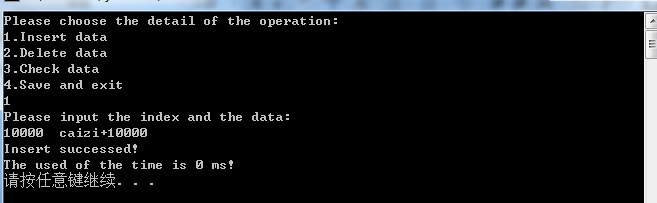 Please choose the detail of the operation:
1.Insert data
2.Delete data
3.Check data
4.Save and exit
1
Please input the index and the data:
10000  caizi+10000
Insert successed!
The used of the time is 0 ms!
请按任意键继续. . .